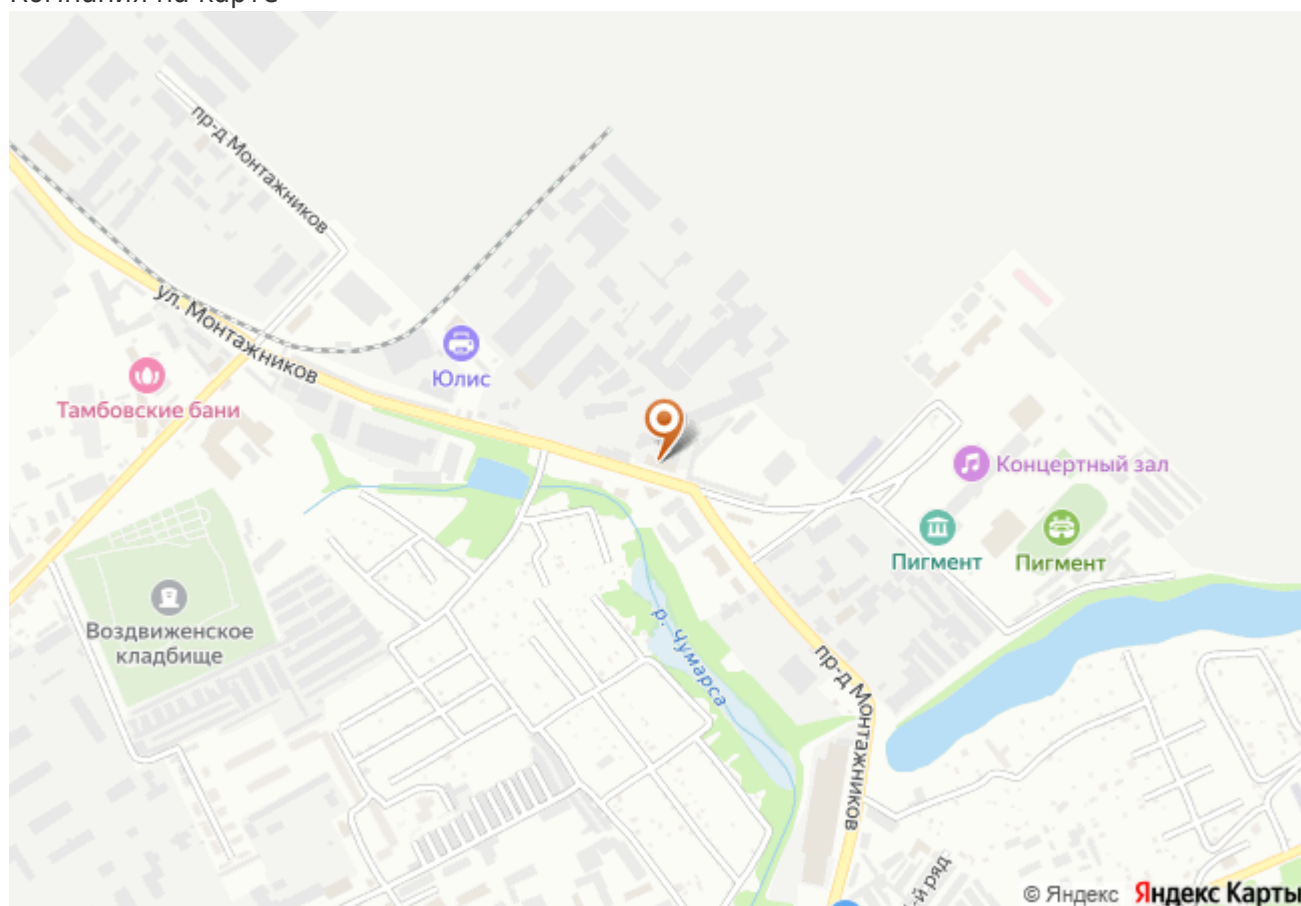 пр-д Монтажников
ул. Монтажников
Юлис
Тамбовские бани
Концертный зал
Пигмент
Пигмент
Воздвиженское
кладбище
р. Чумарса
пр-д Монтажников
-й ряд
© Яндекс Яндекс Карты